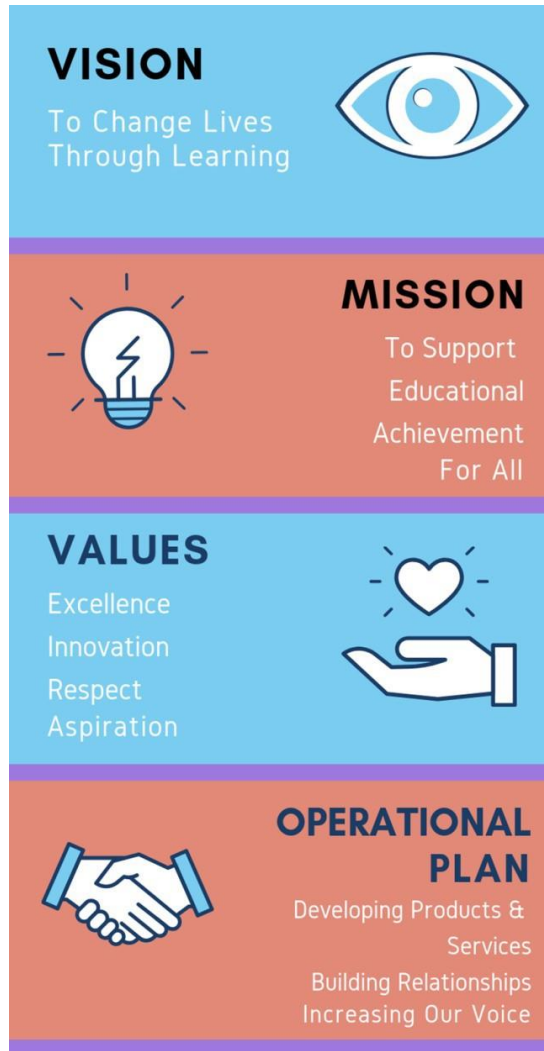 VISION
To Change Lives
Through Learning
MISSION
To Support
Educational
Achievement
For All
VALUES
Excellence
Innovation
Respect
Aspiration
OPERATIONAL
PLAN
Developing Products &
Services
Building Relationships
Increasing Our Voice